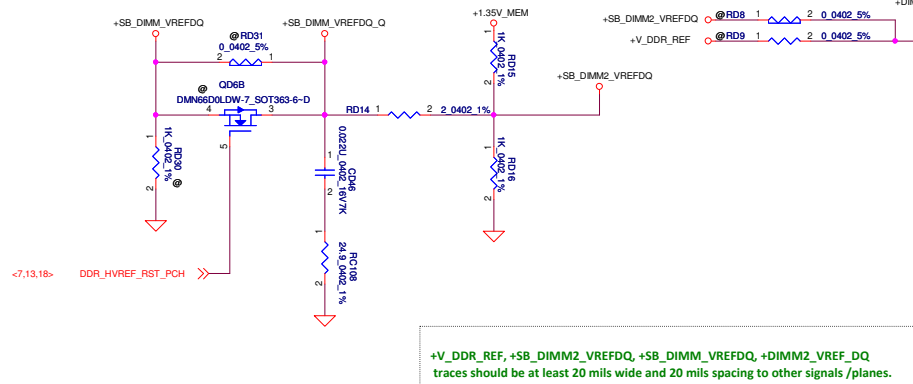 +SB_DIMM_VREFDQ
+SB_DIMM_VREFDQ_Q
+1.35V_MEM
+SB_DIMM2_VREFDQ
@RD8
1
2
0_0402_5%
+V_DDR_REF
@RD9
1
2
0_0402_5%
@RD31
0_0402_5%
2
1
1
1K_0402_1%
RD15
2
+SB_DIMM2_VREFDQ
@
QD6B
DMN66D0LDW-7_SOT363-6~D
4
3
5
RD14
1
2
2_0402_1%
1
1K_0402_1%
RD30
@
2
1
0.022U_0402_16V7K
CD46
2
1
1K_0402_1%
RD16
2
1
24.9_0402_1%
RC108
2
<7,13,18>
DDR_HVREF_RST_PCH
+V_DDR_REF, +SB_DIMM2_VREFDQ, +SB_DIMM_VREFDQ, +DIMM2_VREF_DQ
traces should be at least 20 mils wide and 20 mils spacing to other signals /planes.